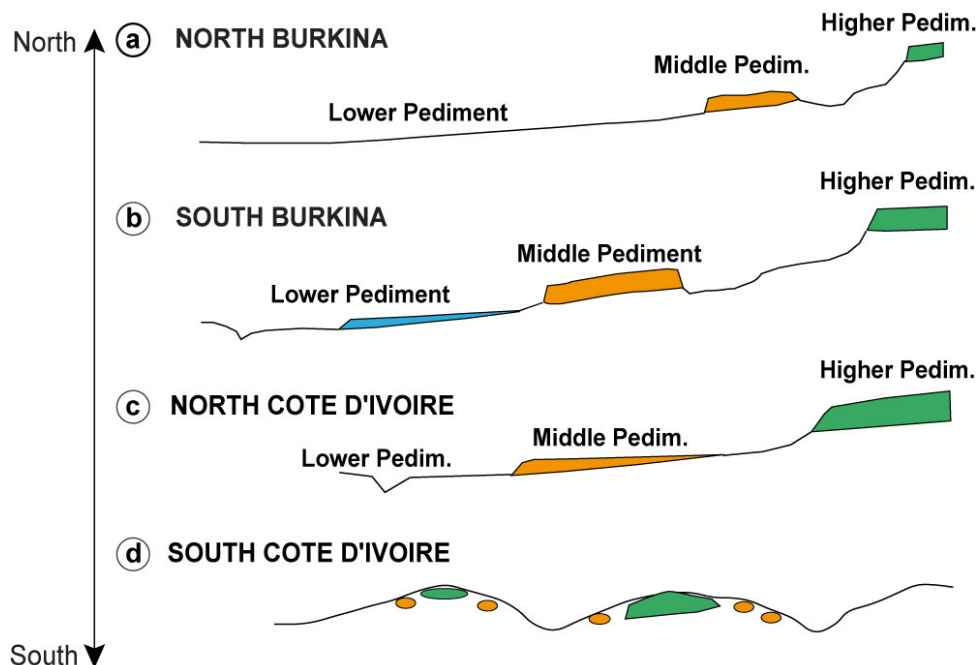 North
a NORTH BURKINA
Higher Pedim.
Middle Pedim.
Lower Pediment
b SOUTH BURKINA
Higher Pedim.
Middle Pediment
Lower Pediment
c NORTH COTE D'IVOIRE
Higher Pedim.
Middle Pedim.
Lower Pedim.
d SOUTH COTE D'IVOIRE
South